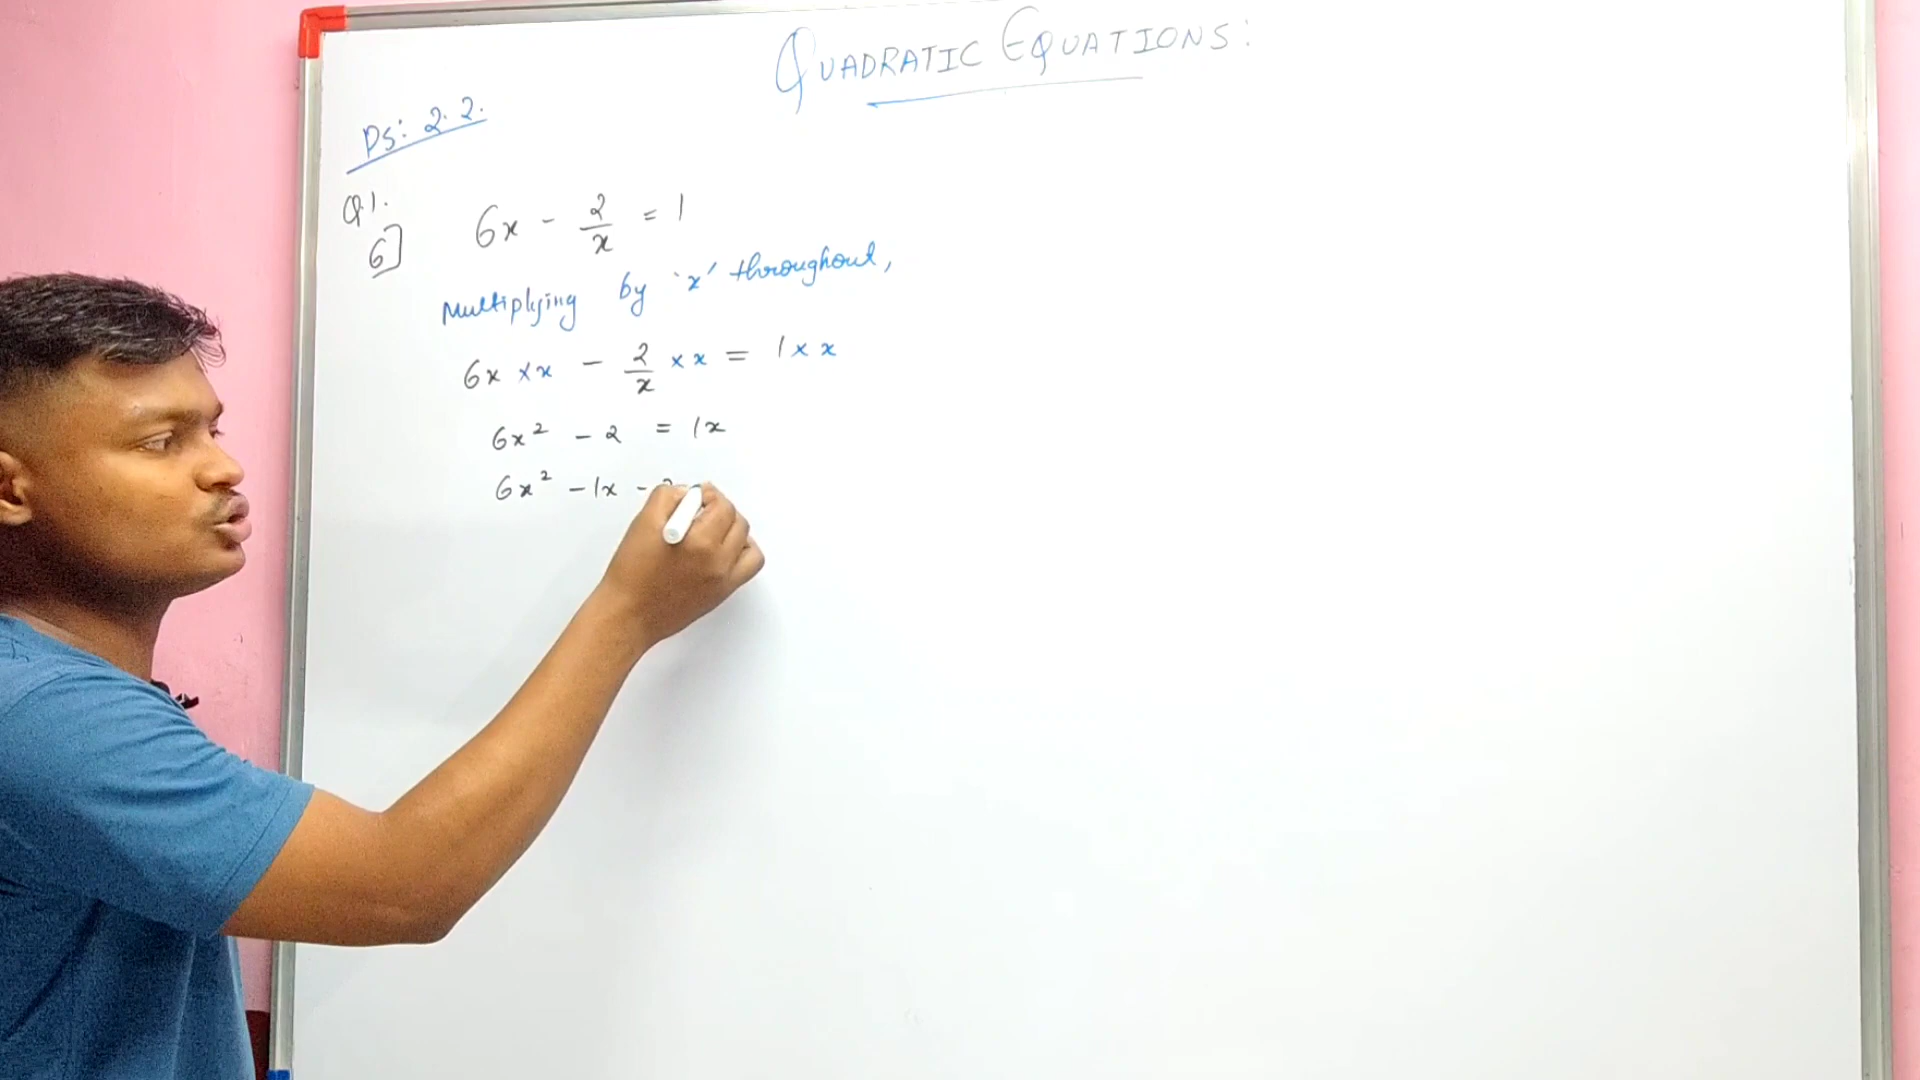 QUADRATIC EQUATIONS:
PS: 2.2.
Q.1.
6] 6x - 2/x = 1
Multiplying by 'x' throughout,
6x × x - 2/x × x = 1 × x
6x² - 2 = 1x
6x² - 1x -